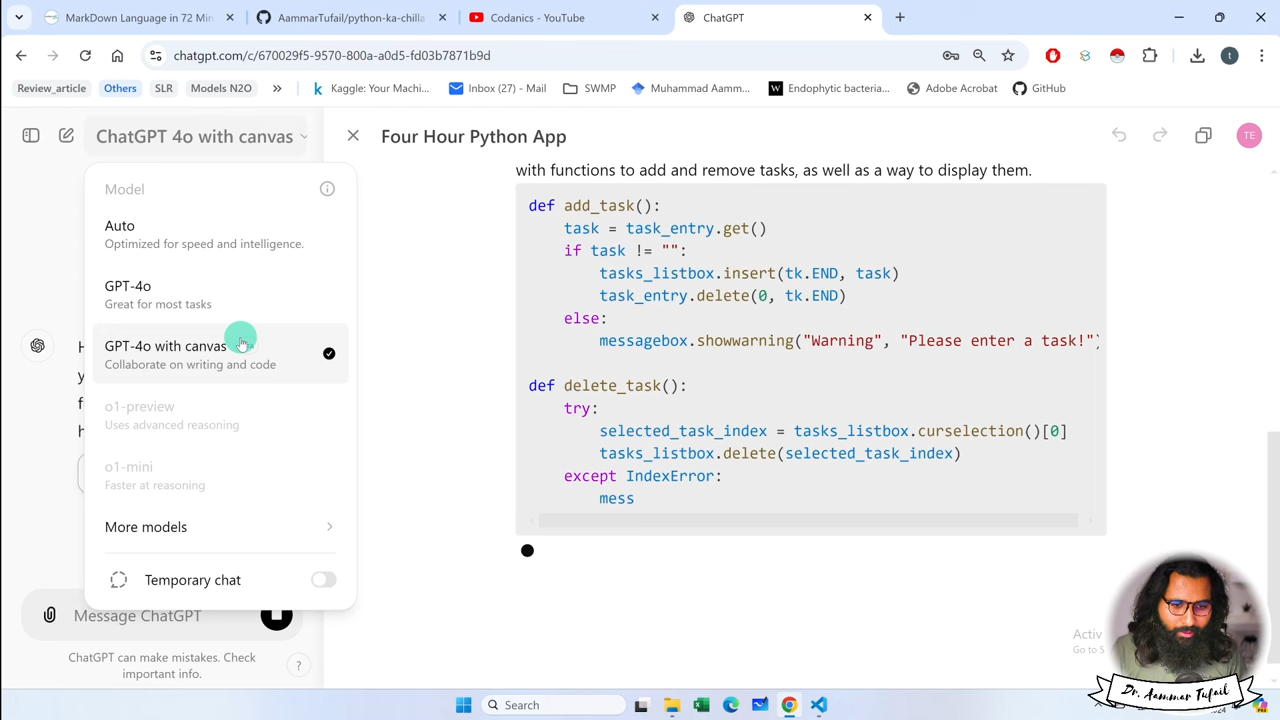 MarkDown Language in 72 Min
AammarTufail/python-ka-chilla
Codanics - YouTube
ChatGPT
chatgpt.com/c/670029f5-9570-800a-a0d5-fd03b7871b9d
Review_article
Others
SLR
Models N2O
Kaggle: Your Machi...
Inbox (27) - Mail
SWMP
Muhammad Aamm...
Endophytic bacteria...
Adobe Acrobat
GitHub
ChatGPT 4o with canvas
Four Hour Python App
TE
Model
Auto
Optimized for speed and intelligence.
GPT-4o
Great for most tasks
GPT-4o with canvas
Collaborate on writing and code
o1-preview
Uses advanced reasoning
o1-mini
Faster at reasoning
More models
Temporary chat
Message ChatGPT
ChatGPT can make mistakes. Check
important info.
?
with functions to add and remove tasks, as well as a way to display them.
def add_task():
task = task_entry.get()
if task != "":
tasks_listbox.insert(tk.END, task)
task_entry.delete(0, tk.END)
else:
messagebox.showwarning("Warning", "Please enter a task!")
def delete_task():
try:
selected_task_index = tasks_listbox.curselection()[0]
tasks_listbox.delete(selected_task_index)
except IndexError:
mess
Activ
Go to S
Dr. Aammar Tufail
Search